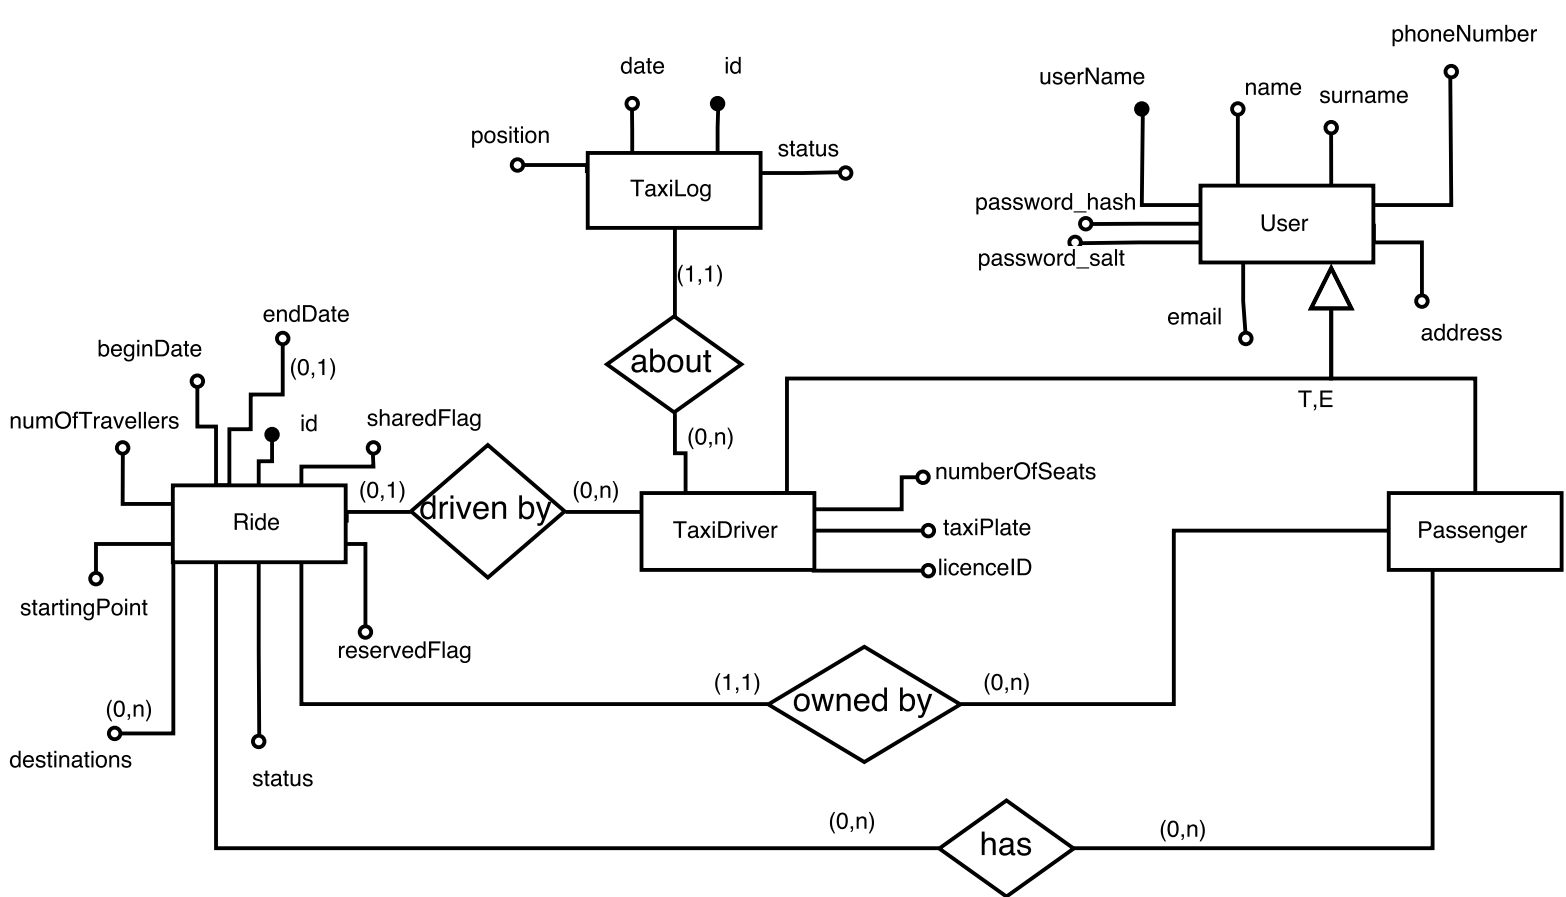 phoneNumber
date
id
userName
name
surname
position
status
TaxiLog
password_hash
User
password_salt
(1,1)
endDate
email
address
beginDate
(0,1)
about
T,E
numOfTravellers
id
sharedFlag
(0,n)
numberOfSeats
(0,1)
driven by
(0,n)
Ride
TaxiDriver
taxiPlate
Passenger
licenceID
startingPoint
reservedFlag
(1,1)
owned by
(0,n)
(0,n)
destinations
status
(0,n)
has
(0,n)